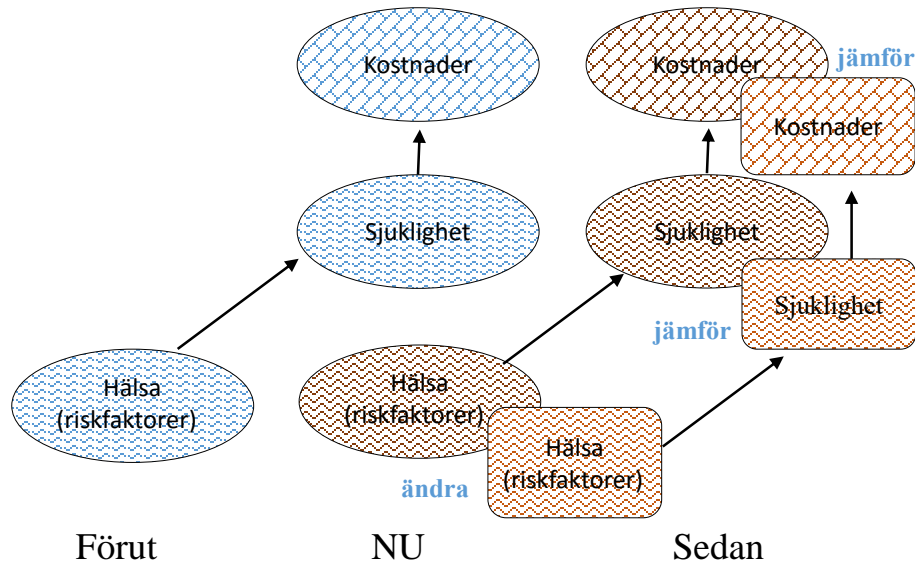 Kostnader
Kostnader
jämför
Kostnader
Sjuklighet
Sjuklighet
Sjuklighet
jämför
Hälsa
(riskfaktorer)
Hälsa
(riskfaktorer)
Hälsa
(riskfaktorer)
ändra
Förut
NU
Sedan